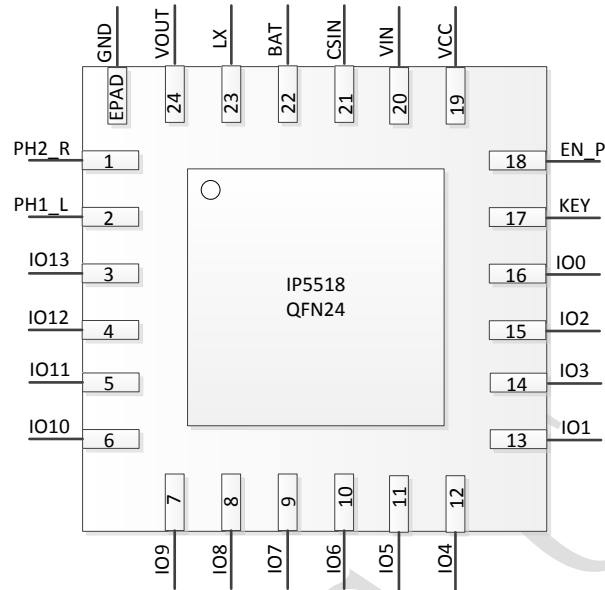 GND
VOUT
LX
BAT
CSIN
VIN
VCC
EPAD
24
23
22
21
20
19
PH2_R
1
18
EN_P
PH1_L
2
17
KEY
IO13
3
16
IO0
IO12
4
15
IO2
IO11
5
14
IO3
IO10
6
13
IO1
IP5518
QFN24
7
8
9
10
11
12
IO9
IO8
IO7
IO6
IO5
IO4